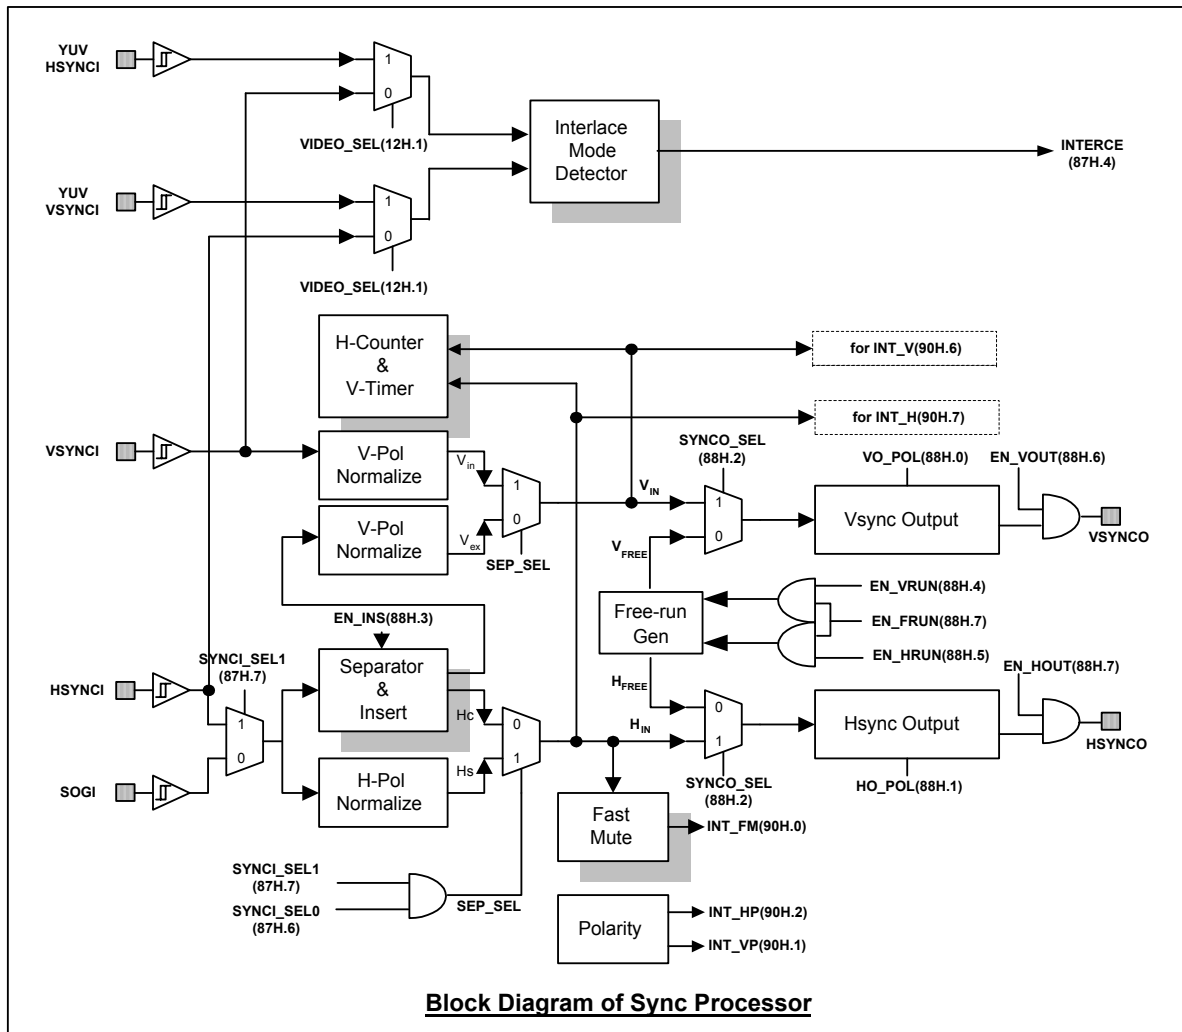 YUV
HSYNCI
1
0
VIDEO_SEL(12H.1)
Interlace
Mode
Detector
INTERCE
(87H.4)
YUV
VSYNCI
1
0
VIDEO_SEL(12H.1)
H-Counter
&
V-Timer
for INT_V(90H.6)
for INT_H(90H.7)
VSYNCI
V-Pol
Normalize
Vin
1
0
SEP_SEL
V-Pol
Normalize
Vex
VIN
SYNCO_SEL
(88H.2)
1
0
VFREE
VO_POL(88H.0)
Vsync Output
EN_VOUT(88H.6)
VSYNCO
Free-run
Gen
EN_VRUN(88H.4)
EN_FRUN(88H.7)
EN_HRUN(88H.5)
EN_INS(88H.3)
Separator
&
Insert
HSYNCI
SYNCI_SEL1
(87H.7)
1
0
SOGI
Hc
Hs
0
1
H-Pol
Normalize
HFREE
HIN
0
1
SYNCO_SEL
(88H.2)
Hsync Output
HO_POL(88H.1)
EN_HOUT(88H.7)
HSYNCO
Fast
Mute
INT_FM(90H.0)
SYNCI_SEL1
(87H.7)
SYNCI_SEL0
(87H.6)
SEP_SEL
Polarity
INT_HP(90H.2)
INT_VP(90H.1)
Block Diagram of Sync Processor